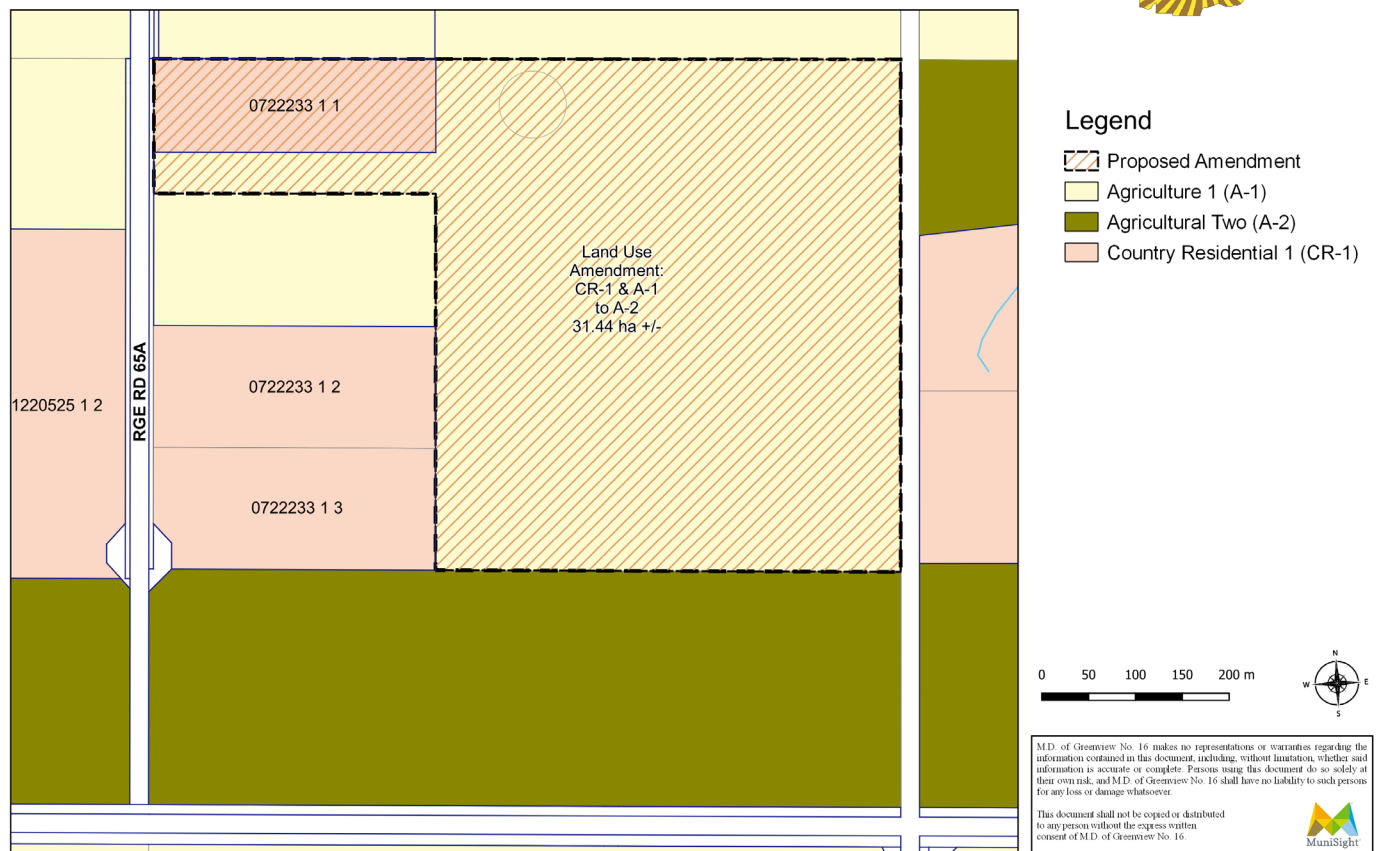 0722233 1 1
Land Use
Amendment:
CR-1 & A-1
to A-2
31.44 ha +/-
RGE RD 65A
1220525 1 2
0722233 1 2
0722233 1 3
Legend
Proposed Amendment
Agriculture 1 (A-1)
Agricultural Two (A-2)
Country Residential 1 (CR-1)
0 50 100 150 200 m
N
W E
S
M.D. of Greenview No. 16 makes no representations or warranties regarding the
information contained in this document, including, without limitation, whether said
information is accurate or complete. Persons using this document do so solely at
their own risk, and M.D. of Greenview No. 16 shall have no liability to such persons
for any loss or damage whatsoever.
This document shall not be copied or distributed
to any person without the express written
consent of M.D. of Greenview No. 16.
MuniSight